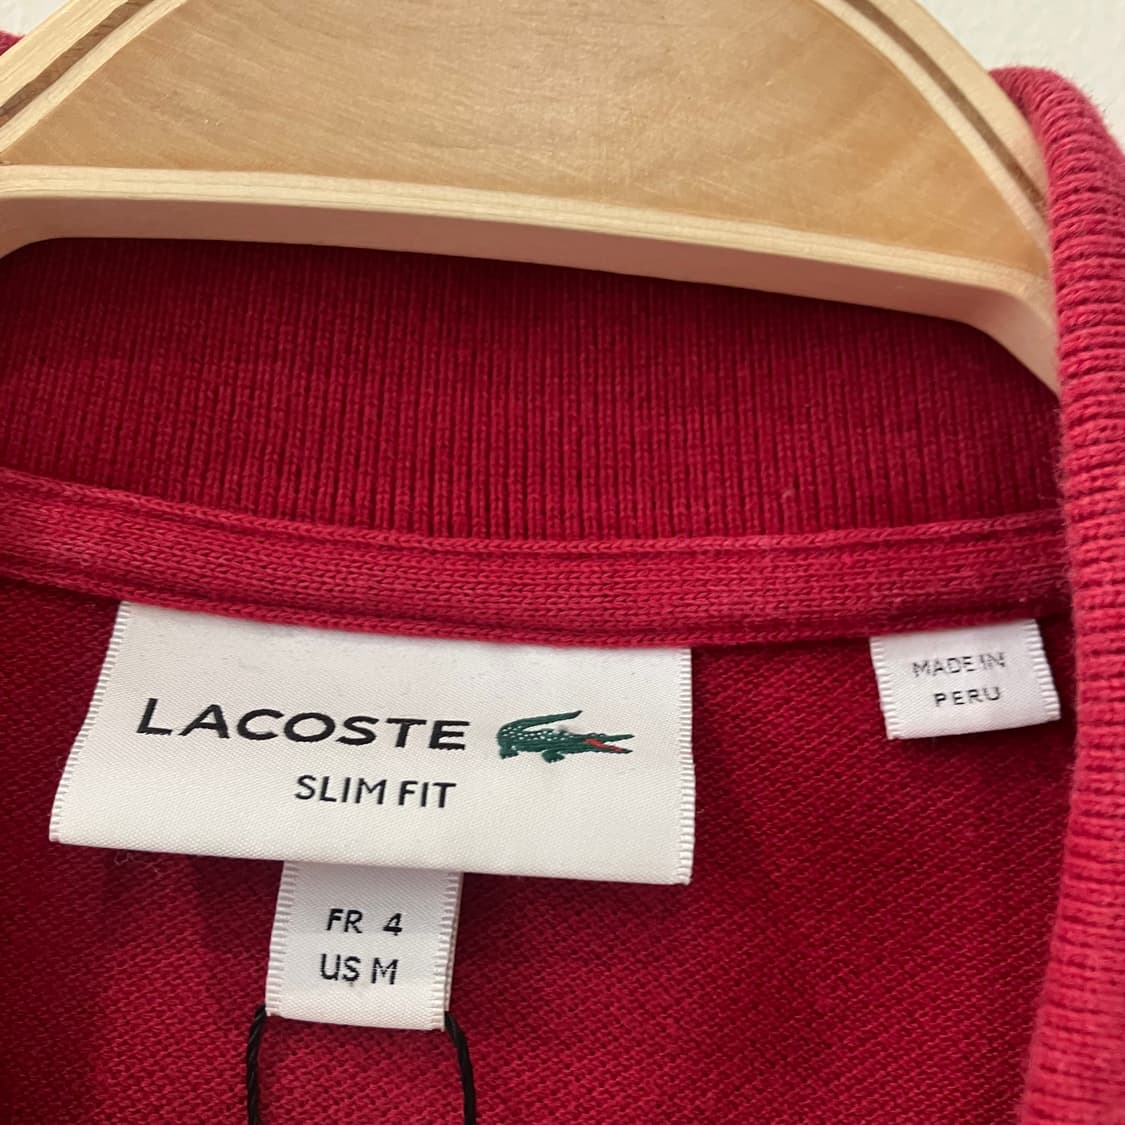 LACOSTE
SLIM FIT
FR 4
US M
MADE IN
PERU